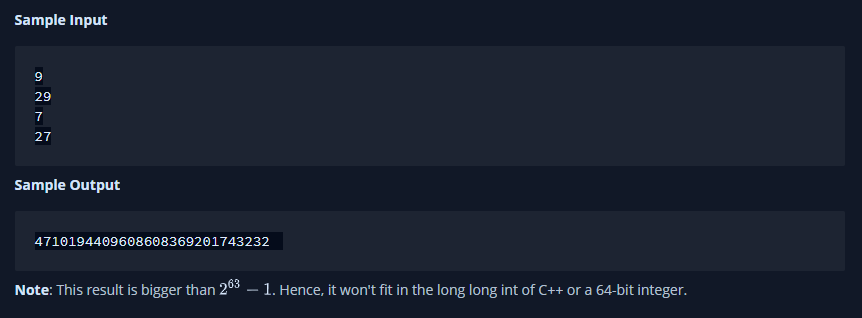 Sample Input
9
29
7
27
Sample Output
4710194409608608369201743232
Note: This result is bigger than 2^63 − 1. Hence, it won't fit in the long long int of C++ or a 64-bit integer.